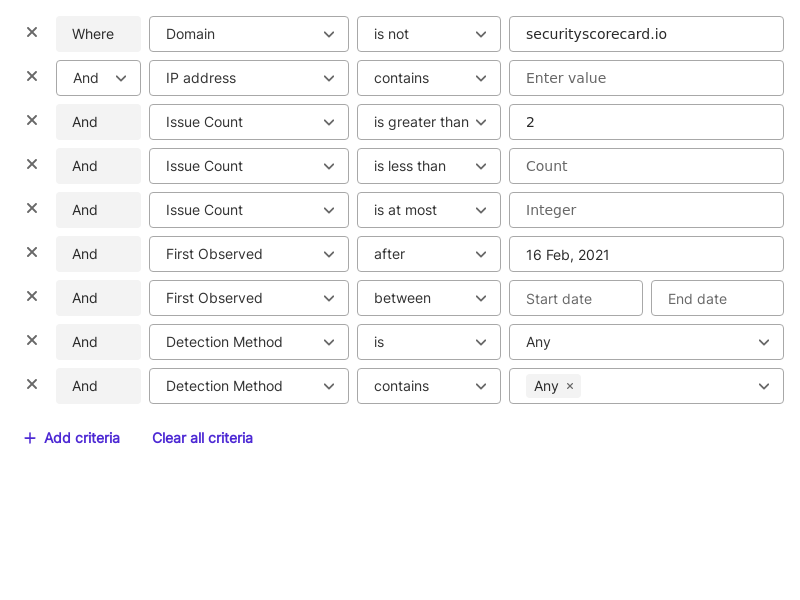 Where Domain is not securityscorecard.io
And IP address contains Enter value
And Issue Count is greater than 2
And Issue Count is less than Count
And Issue Count is at most Integer
And First Observed after 16 Feb, 2021
And First Observed between Start date End date
And Detection Method is Any
And Detection Method contains Any
Add criteria Clear all criteria